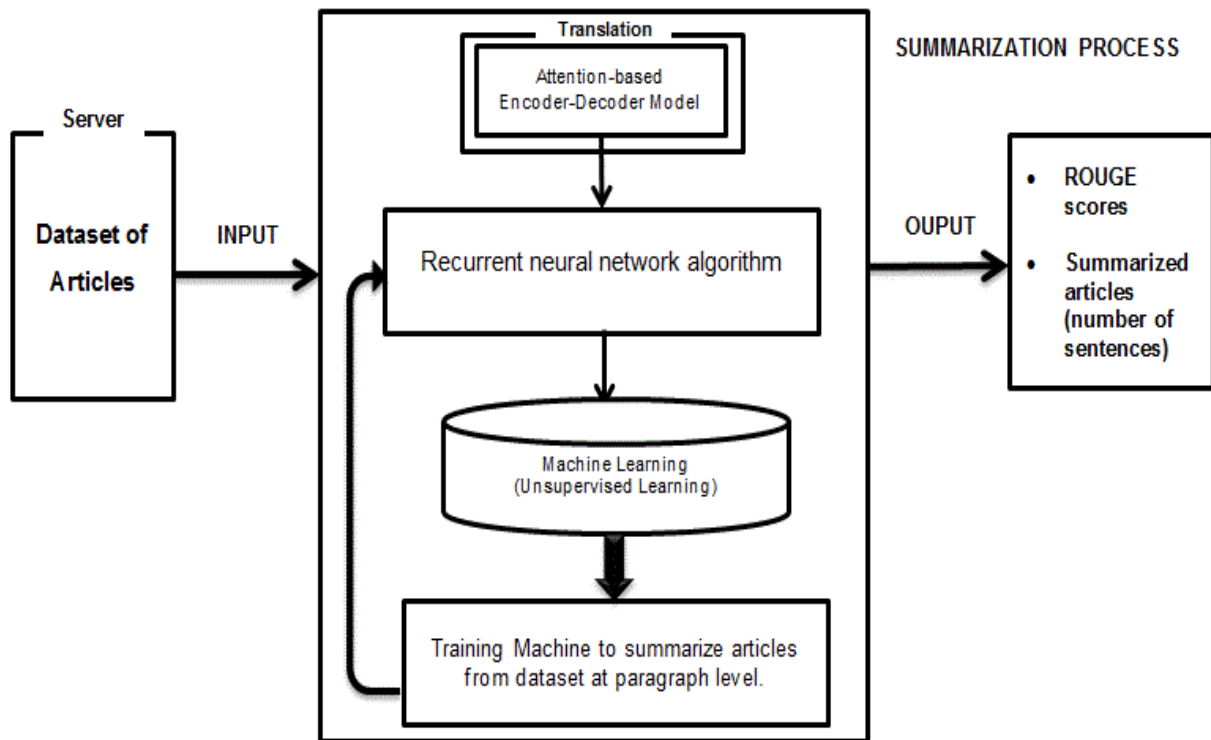 Server
Dataset of
Articles
INPUT
Translation
Attention-based
Encoder-Decoder Model
Recurrent neural network algorithm
Machine Learning
(Unsupervised Learning)
Training Machine to summarize articles
from dataset at paragraph level.
SUMMARIZATION PROCESS
OUPUT
• ROUGE
scores
• Summarized
articles
(number of
sentences)